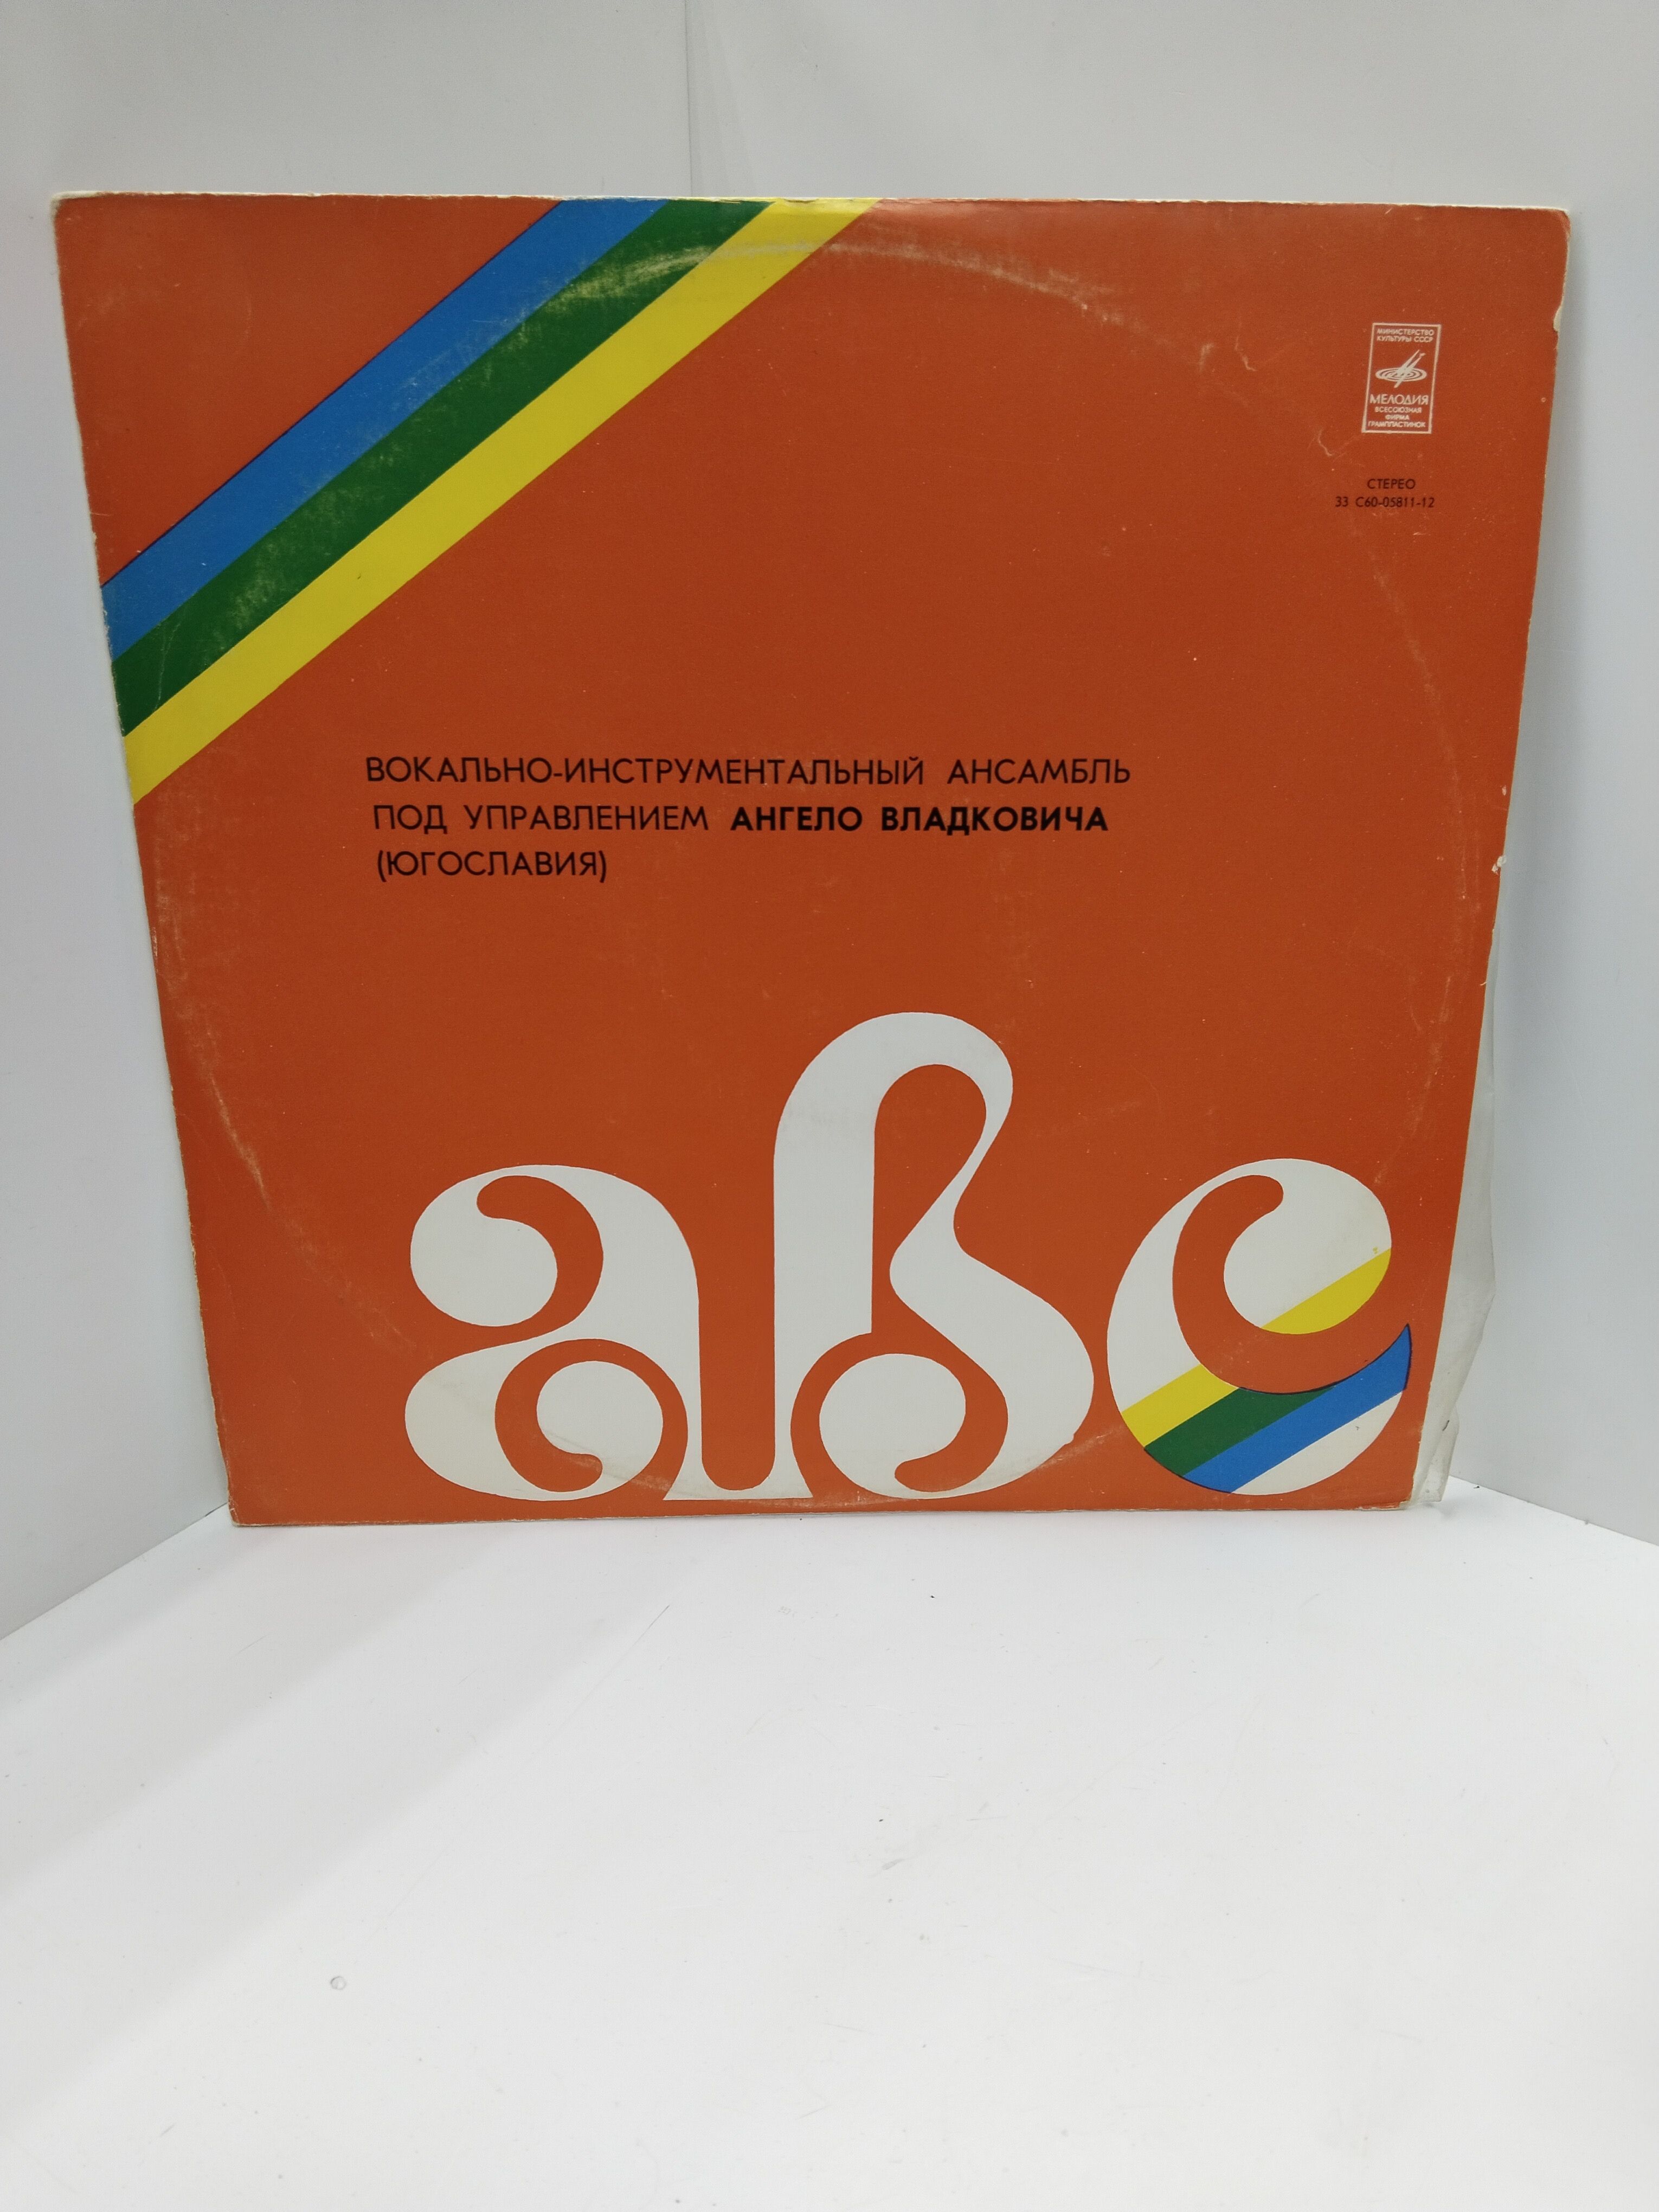 МИНИСТЕРСТВО
КУЛЬТУРЫ СССР
МЕЛОДИЯ
ВСЕСОЮЗНАЯ
ФИРМА
ГРАМПЛАСТИНОК
СТЕРЕО
33 С60-05811-12
ВОКАЛЬНО-ИНСТРУМЕНТАЛЬНЫЙ АНСАМБЛЬ
ПОД УПРАВЛЕНИЕМ АНГЕЛО ВЛАДКОВИЧА
(ЮГОСЛАВИЯ)
авс